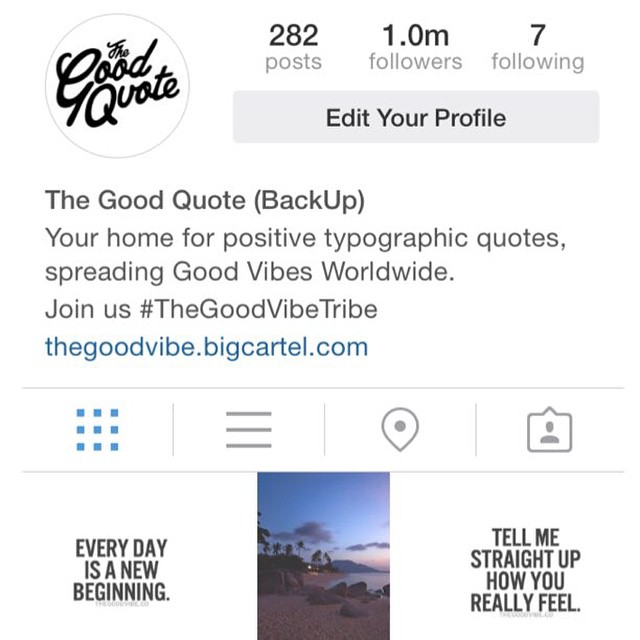 The
Good
Quote
282 1.0m 7
posts followers following
Edit Your Profile
The Good Quote (BackUp)
Your home for positive typographic quotes,
spreading Good Vibes Worldwide.
Join us #TheGoodVibeTribe
thegoodvibe.bigcartel.com
EVERY DAY
IS A NEW
BEGINNING.
THEGOODVIBE.CO
TELL ME
STRAIGHT UP
HOW YOU
REALLY FEEL.
THEGOODVIBE.CO